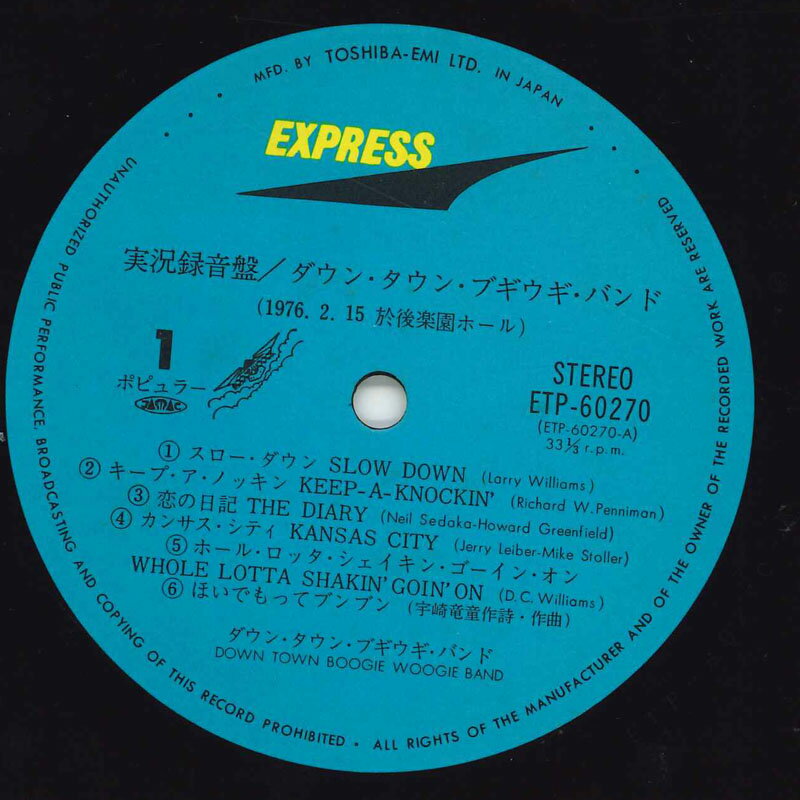 MFD. BY TOSHIBA-EMI LTD. IN JAPAN
EXPRESS
実況録音盤/ダウン・タウン・ブギウギ・バンド
(1976. 2. 15 於後楽園ホール)
1
ポピュラー
JASRAC
STEREO
ETP-60270
(ETP-60270-A)
33⅓ r.p.m.
① スロー・ダウン SLOW DOWN (Larry Williams)
② キープ・ア・ノッキン KEEP-A-KNOCKIN' (Richard W. Penniman)
③ 恋の日記 THE DIARY (Neil Sedaka-Howard Greenfield)
④ カンサス・シティ KANSAS CITY (Jerry Leiber-Mike Stoller)
⑤ ホール・ロッタ・シェイキン・ゴーイン・オン
WHOLE LOTTA SHAKIN' GOIN' ON (D.C. Williams)
⑥ ほいでもってブンブン (宇崎竜童作詩・作曲)
ダウン・タウン・ブギウギ・バンド
DOWN TOWN BOOGIE WOOGIE BAND
UNAUTHORIZED PUBLIC PERFORMANCE, BROADCASTING AND COPYING OF THIS RECORD PROHIBITED • ALL RIGHTS OF THE MANUFACTURER AND OF THE OWNER OF THE RECORDED WORK ARE RESERVED